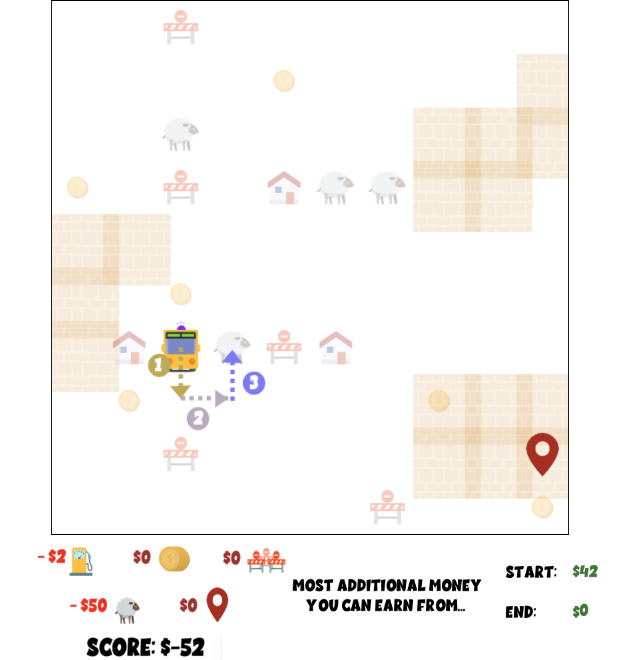 1
2
3
- $2
$0
$0
- $50
$0
SCORE: $-52
MOST ADDITIONAL MONEY
YOU CAN EARN FROM...
START: $42
END: $0